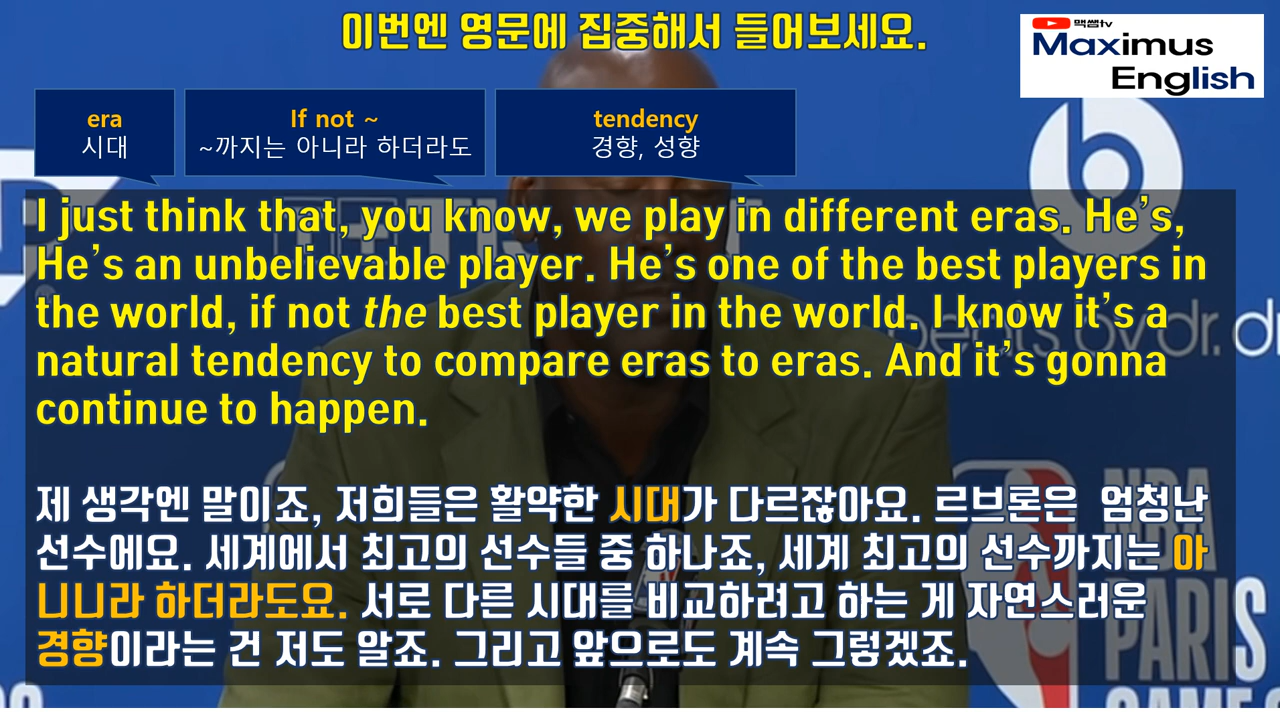 이번엔 영문에 집중해서 들어보세요.
맥쌤tv
Maximus
English
era
시대
If not ~
~까지는 아니라 하더라도
tendency
경향, 성향
b
I just think that, you know, we play in different eras. He's,
He's an unbelievable player. He's one of the best players in
the world, if not the best player in the world. I know it's a
natural tendency to compare eras to eras. And it's gonna
continue to happen.
제 생각엔 말이죠, 저희들은 활약한 시대가 다르잖아요. 르브론은 엄청난
선수에요. 세계에서 최고의 선수들 중 하나죠, 세계 최고의 선수까지는 아
니니라 하더라도요. 서로 다른 시대를 비교하려고 하는 게 자연스러운
경향이라는 건 저도 알죠. 그리고 앞으로도 계속 그렇겠죠.
beats by dr. d
NBA
PARIS
GAME